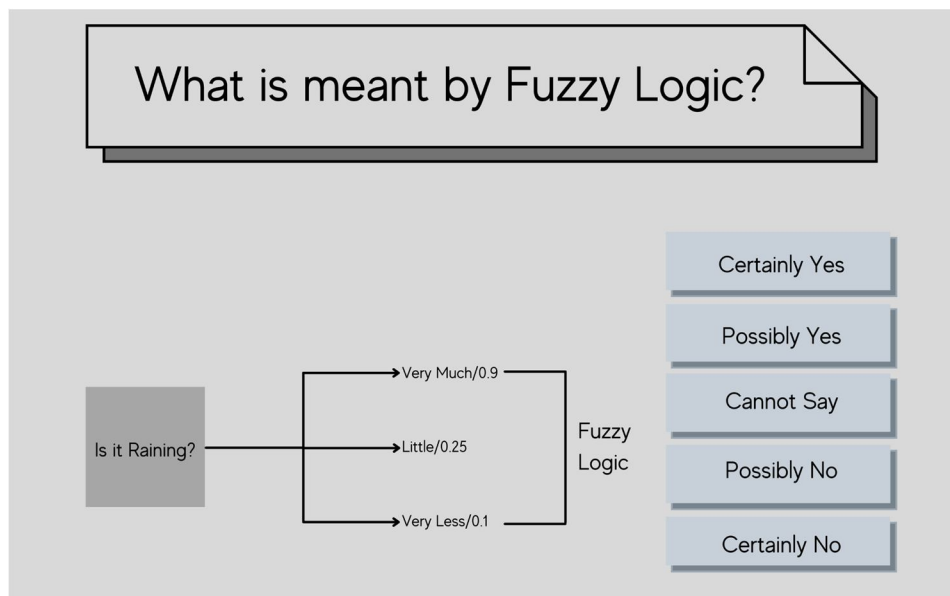 What is meant by Fuzzy Logic?
Is it Raining?
Very Much/0.9
Little/0.25
Very Less/0.1
Fuzzy
Logic
Certainly Yes
Possibly Yes
Cannot Say
Possibly No
Certainly No